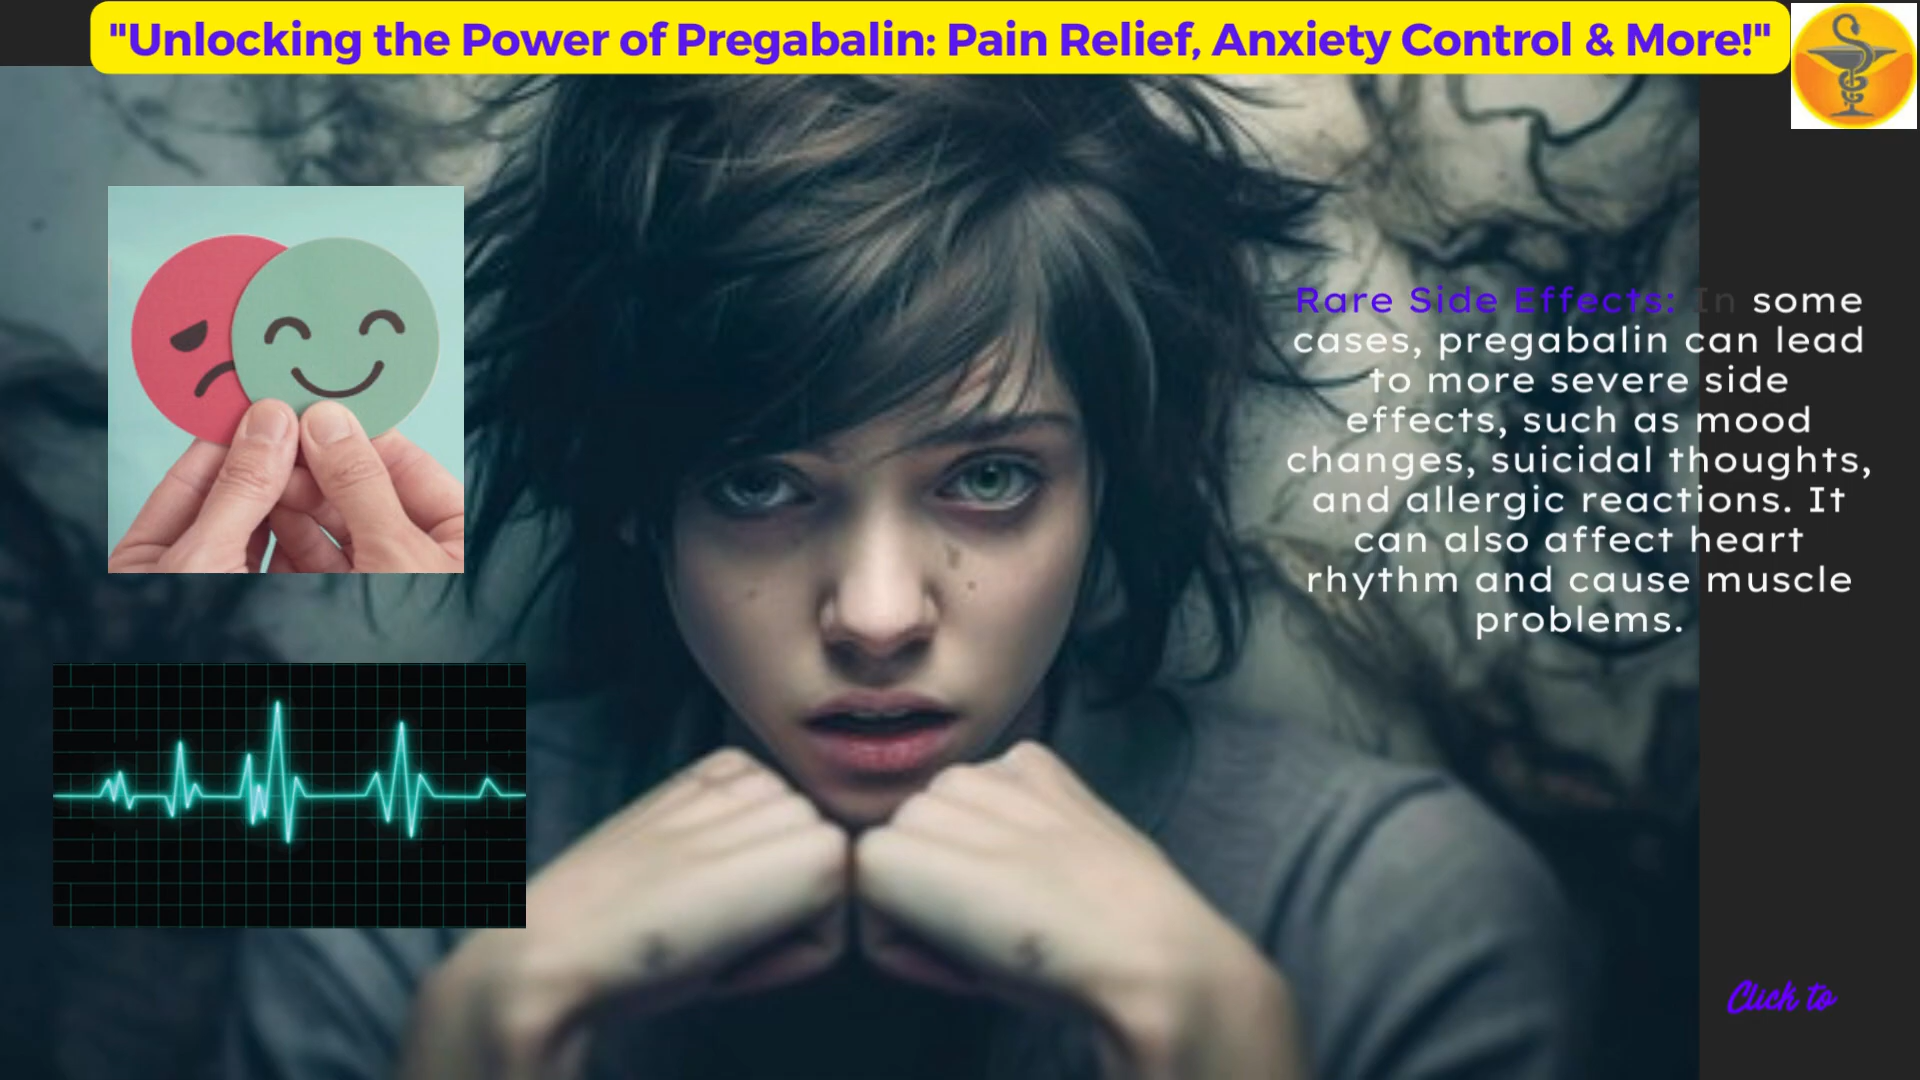 "Unlocking the Power of Pregabalin: Pain Relief, Anxiety Control & More!"
Rare Side Effects: In some
cases, pregabalin can lead
to more severe side
effects, such as mood
changes, suicidal thoughts,
and allergic reactions. It
can also affect heart
rhythm and cause muscle
problems.
Click to